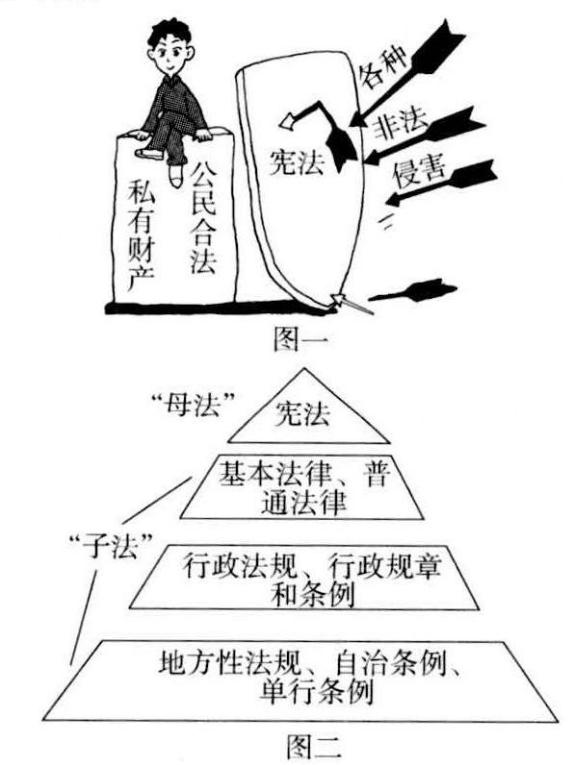 公民合法
私有财产
宪法
各种
非法
侵害
图一
“母法”
宪法
基本法律、普
通法律
“子法”
行政法规、行政规章
和条例
地方性法规、自治条例、
单行条例
图二